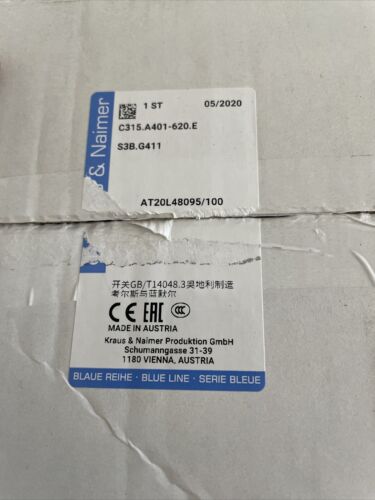 1 ST 05/2020
C315.A401-620.E
S3B.G411
& Naimer
AT20L48095/100
开关GB/T14048.3奥地利制造
考尔斯与蓝默尔
CE EAC CCC
MADE IN AUSTRIA
Kraus & Naimer Produktion GmbH
Schumanngasse 31-39
1180 VIENNA, AUSTRIA
BLAUE REIHE · BLUE LINE · SERIE BLEUE